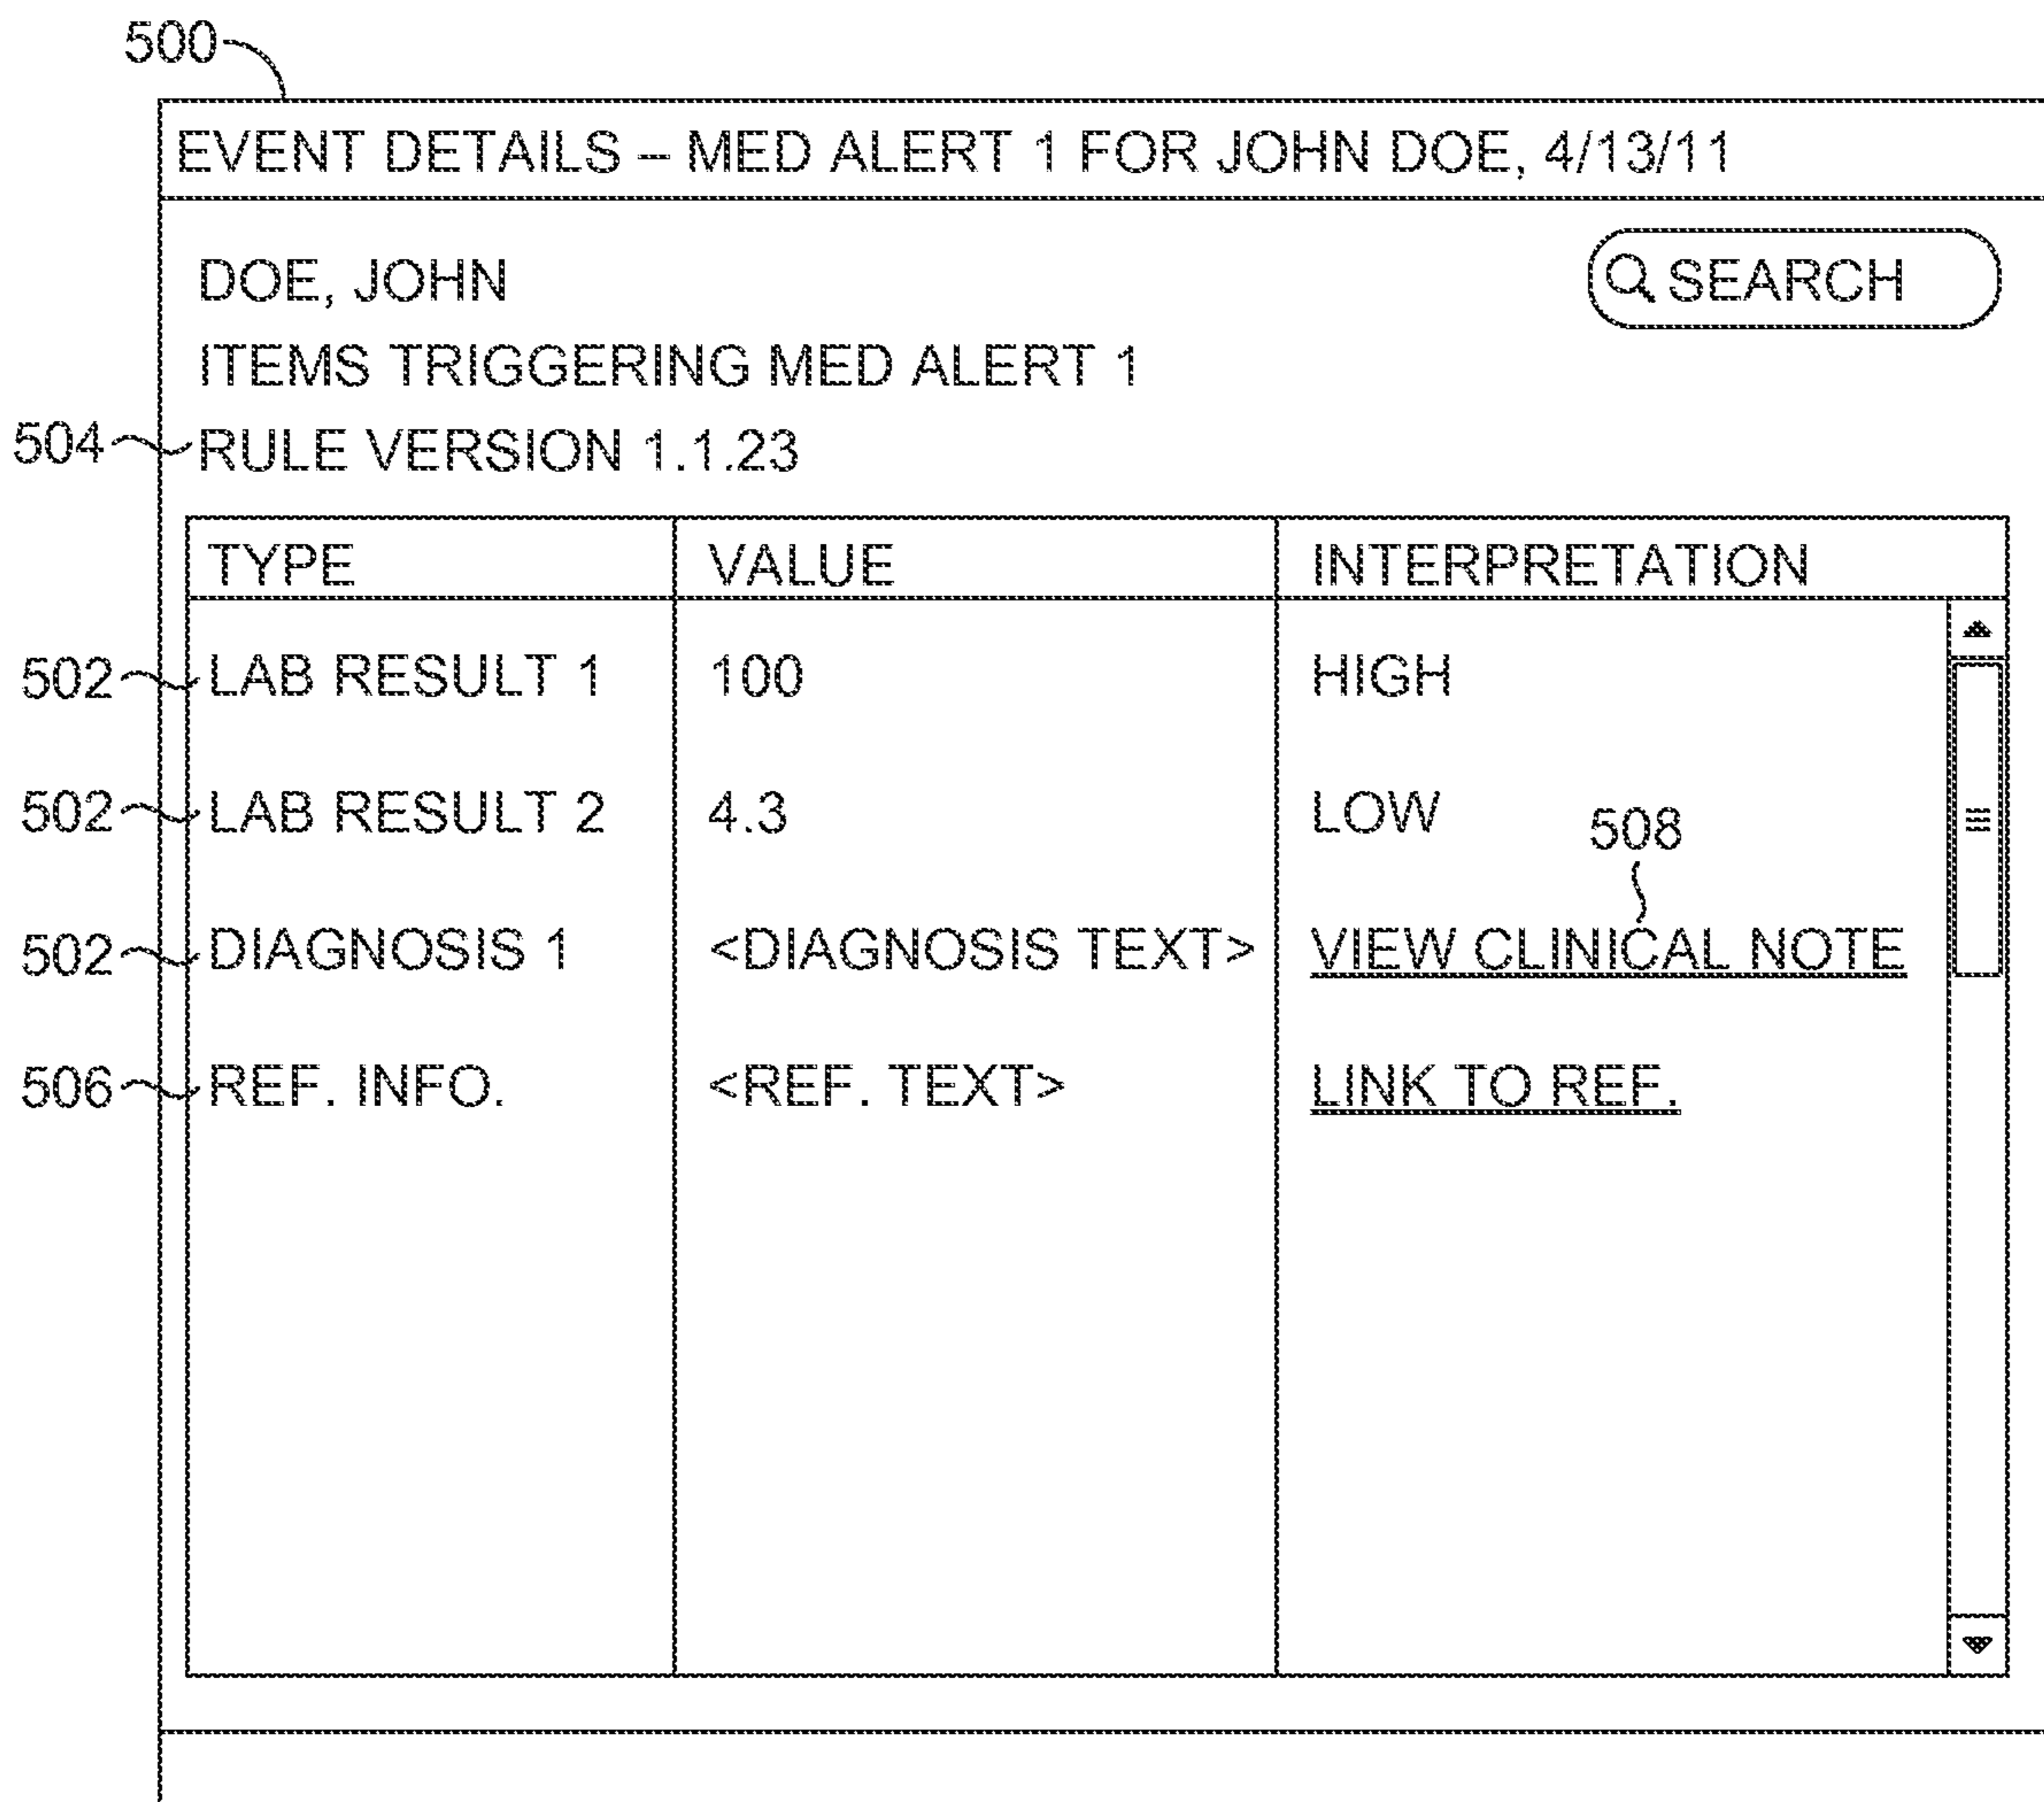 500
EVENT DETAILS -- MED ALERT 1 FOR JOHN DOE, 4/13/11
DOE, JOHN
SEARCH
ITEMS TRIGGERING MED ALERT 1
504 RULE VERSION 1.1.23
TYPE VALUE INTERPRETATION
502 LAB RESULT 1 100 HIGH
502 LAB RESULT 2 4.3 LOW
508
502 DIAGNOSIS 1 <DIAGNOSIS TEXT> VIEW CLINICAL NOTE
506 REF. INFO. <REF. TEXT> LINK TO REF.